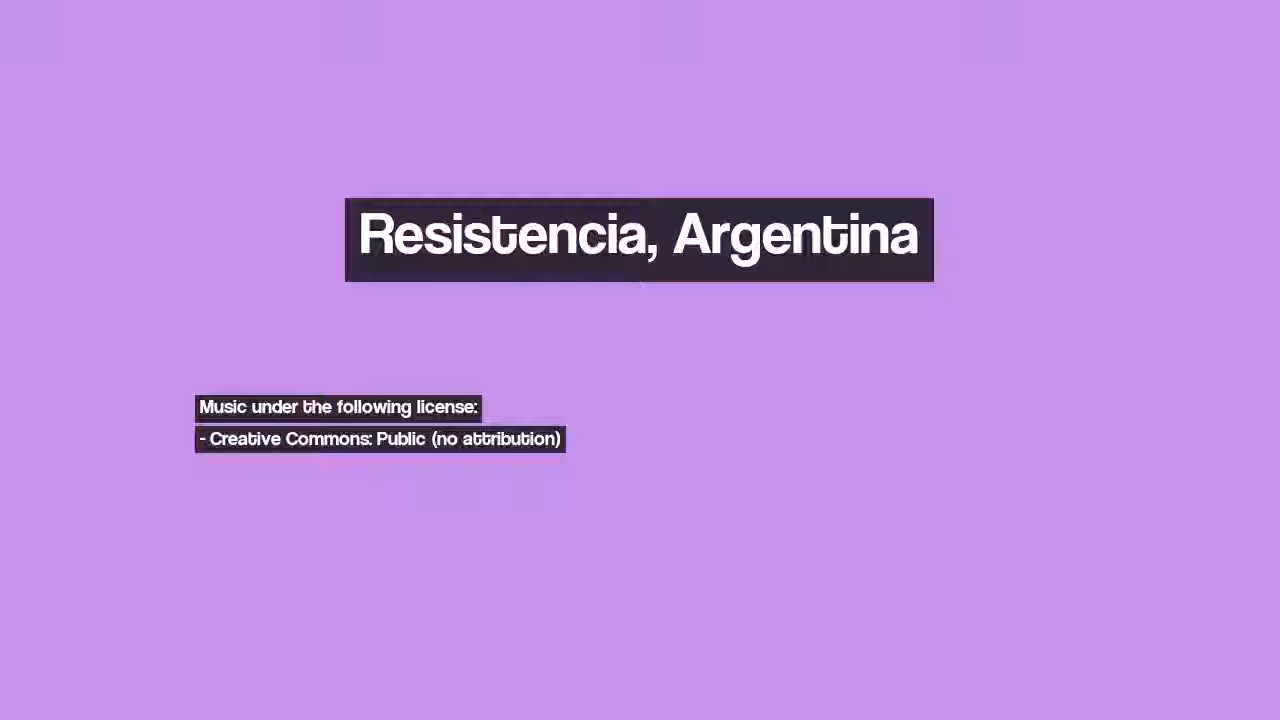 Resistencia, Argentina
Music under the following license:
- Creative Commons: Public (no attribution)